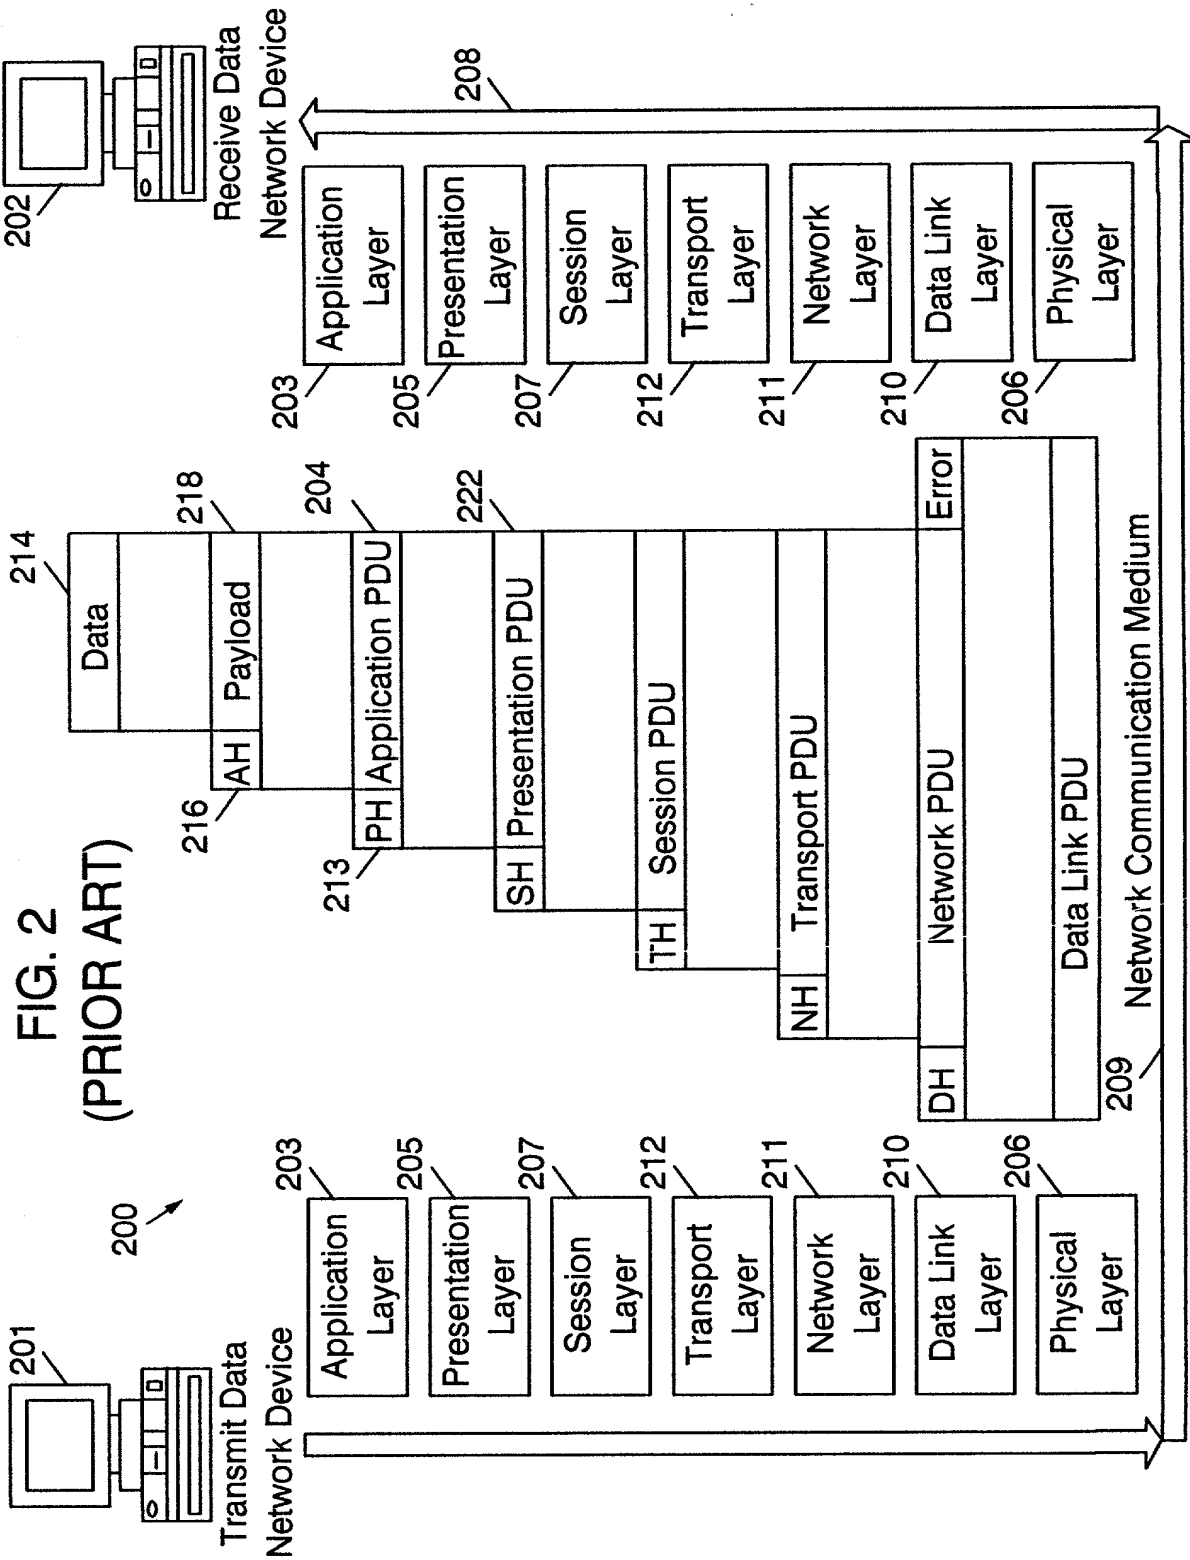 FIG. 2
(PRIOR ART)
200
201
Transmit Data
Network Device
203
Application
Layer
205
Presentation
Layer
207
Session
Layer
212
Transport
Layer
211
Network
Layer
210
Data Link
Layer
206
Physical
Layer
214
Data
216
AH
Payload
218
213
PH
Application PDU
204
SH
Presentation PDU
222
TH
Session PDU
NH
Transport PDU
DH
Network PDU
Error
Data Link PDU
209
Network Communication Medium
202
Receive Data
Network Device
208
203
Application
Layer
205
Presentation
Layer
207
Session
Layer
212
Transport
Layer
211
Network
Layer
210
Data Link
Layer
206
Physical
Layer